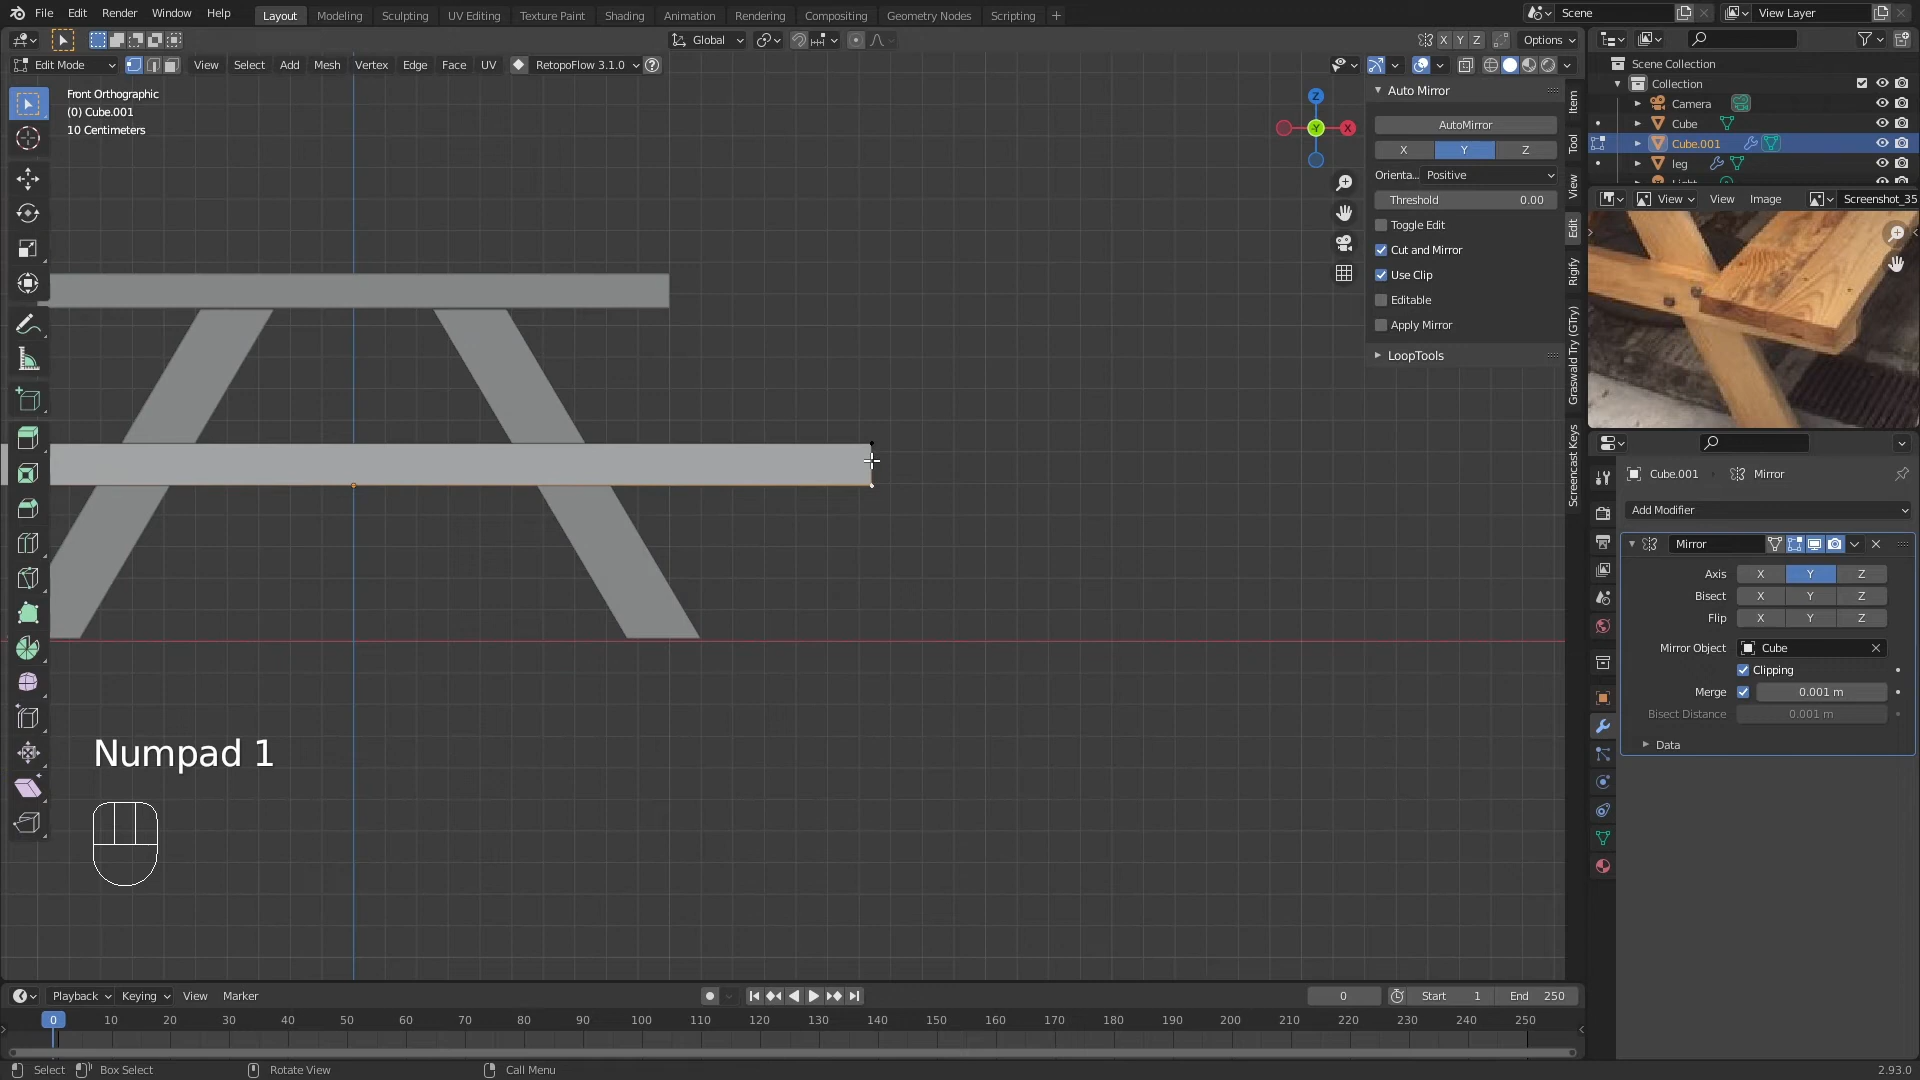 File Edit Render Window Help Layout Modeling Sculpting UV Editing Texture Paint Shading Animation Rendering Compositing Geometry Nodes Scripting + Scene View Layer
Global Options
X Y Z
Edit Mode View Select Add Mesh Vertex Edge Face UV RetopoFlow 3.1.0
Front Orthographic
(0) Cube.001
10 Centimeters
Z
Y
X
Auto Mirror
AutoMirror
X Y Z
Orienta... Positive
Threshold 0.00
Toggle Edit
Cut and Mirror
Use Clip
Editable
Apply Mirror
LoopTools
Item
Tool
View
Edit
Rigify
Graswald Try (GTry)
Screencast Keys
Scene Collection
Collection
Camera
Cube
Cube.001
leg
Light
View View Image Screenshot_35
Cube.001 Mirror
Add Modifier
Mirror
Axis X Y Z
Bisect X Y Z
Flip X Y Z
Mirror Object Cube
Clipping
Merge 0.001 m
Bisect Distance 0.001 m
Data
Numpad 1
Playback Keying View Marker 0 Start 1 End 250
0 10 20 30 40 50 60 70 80 90 100 110 120 130 140 150 160 170 180 190 200 210 220 230 240 250
Select Box Select Rotate View Call Menu 2.93.0